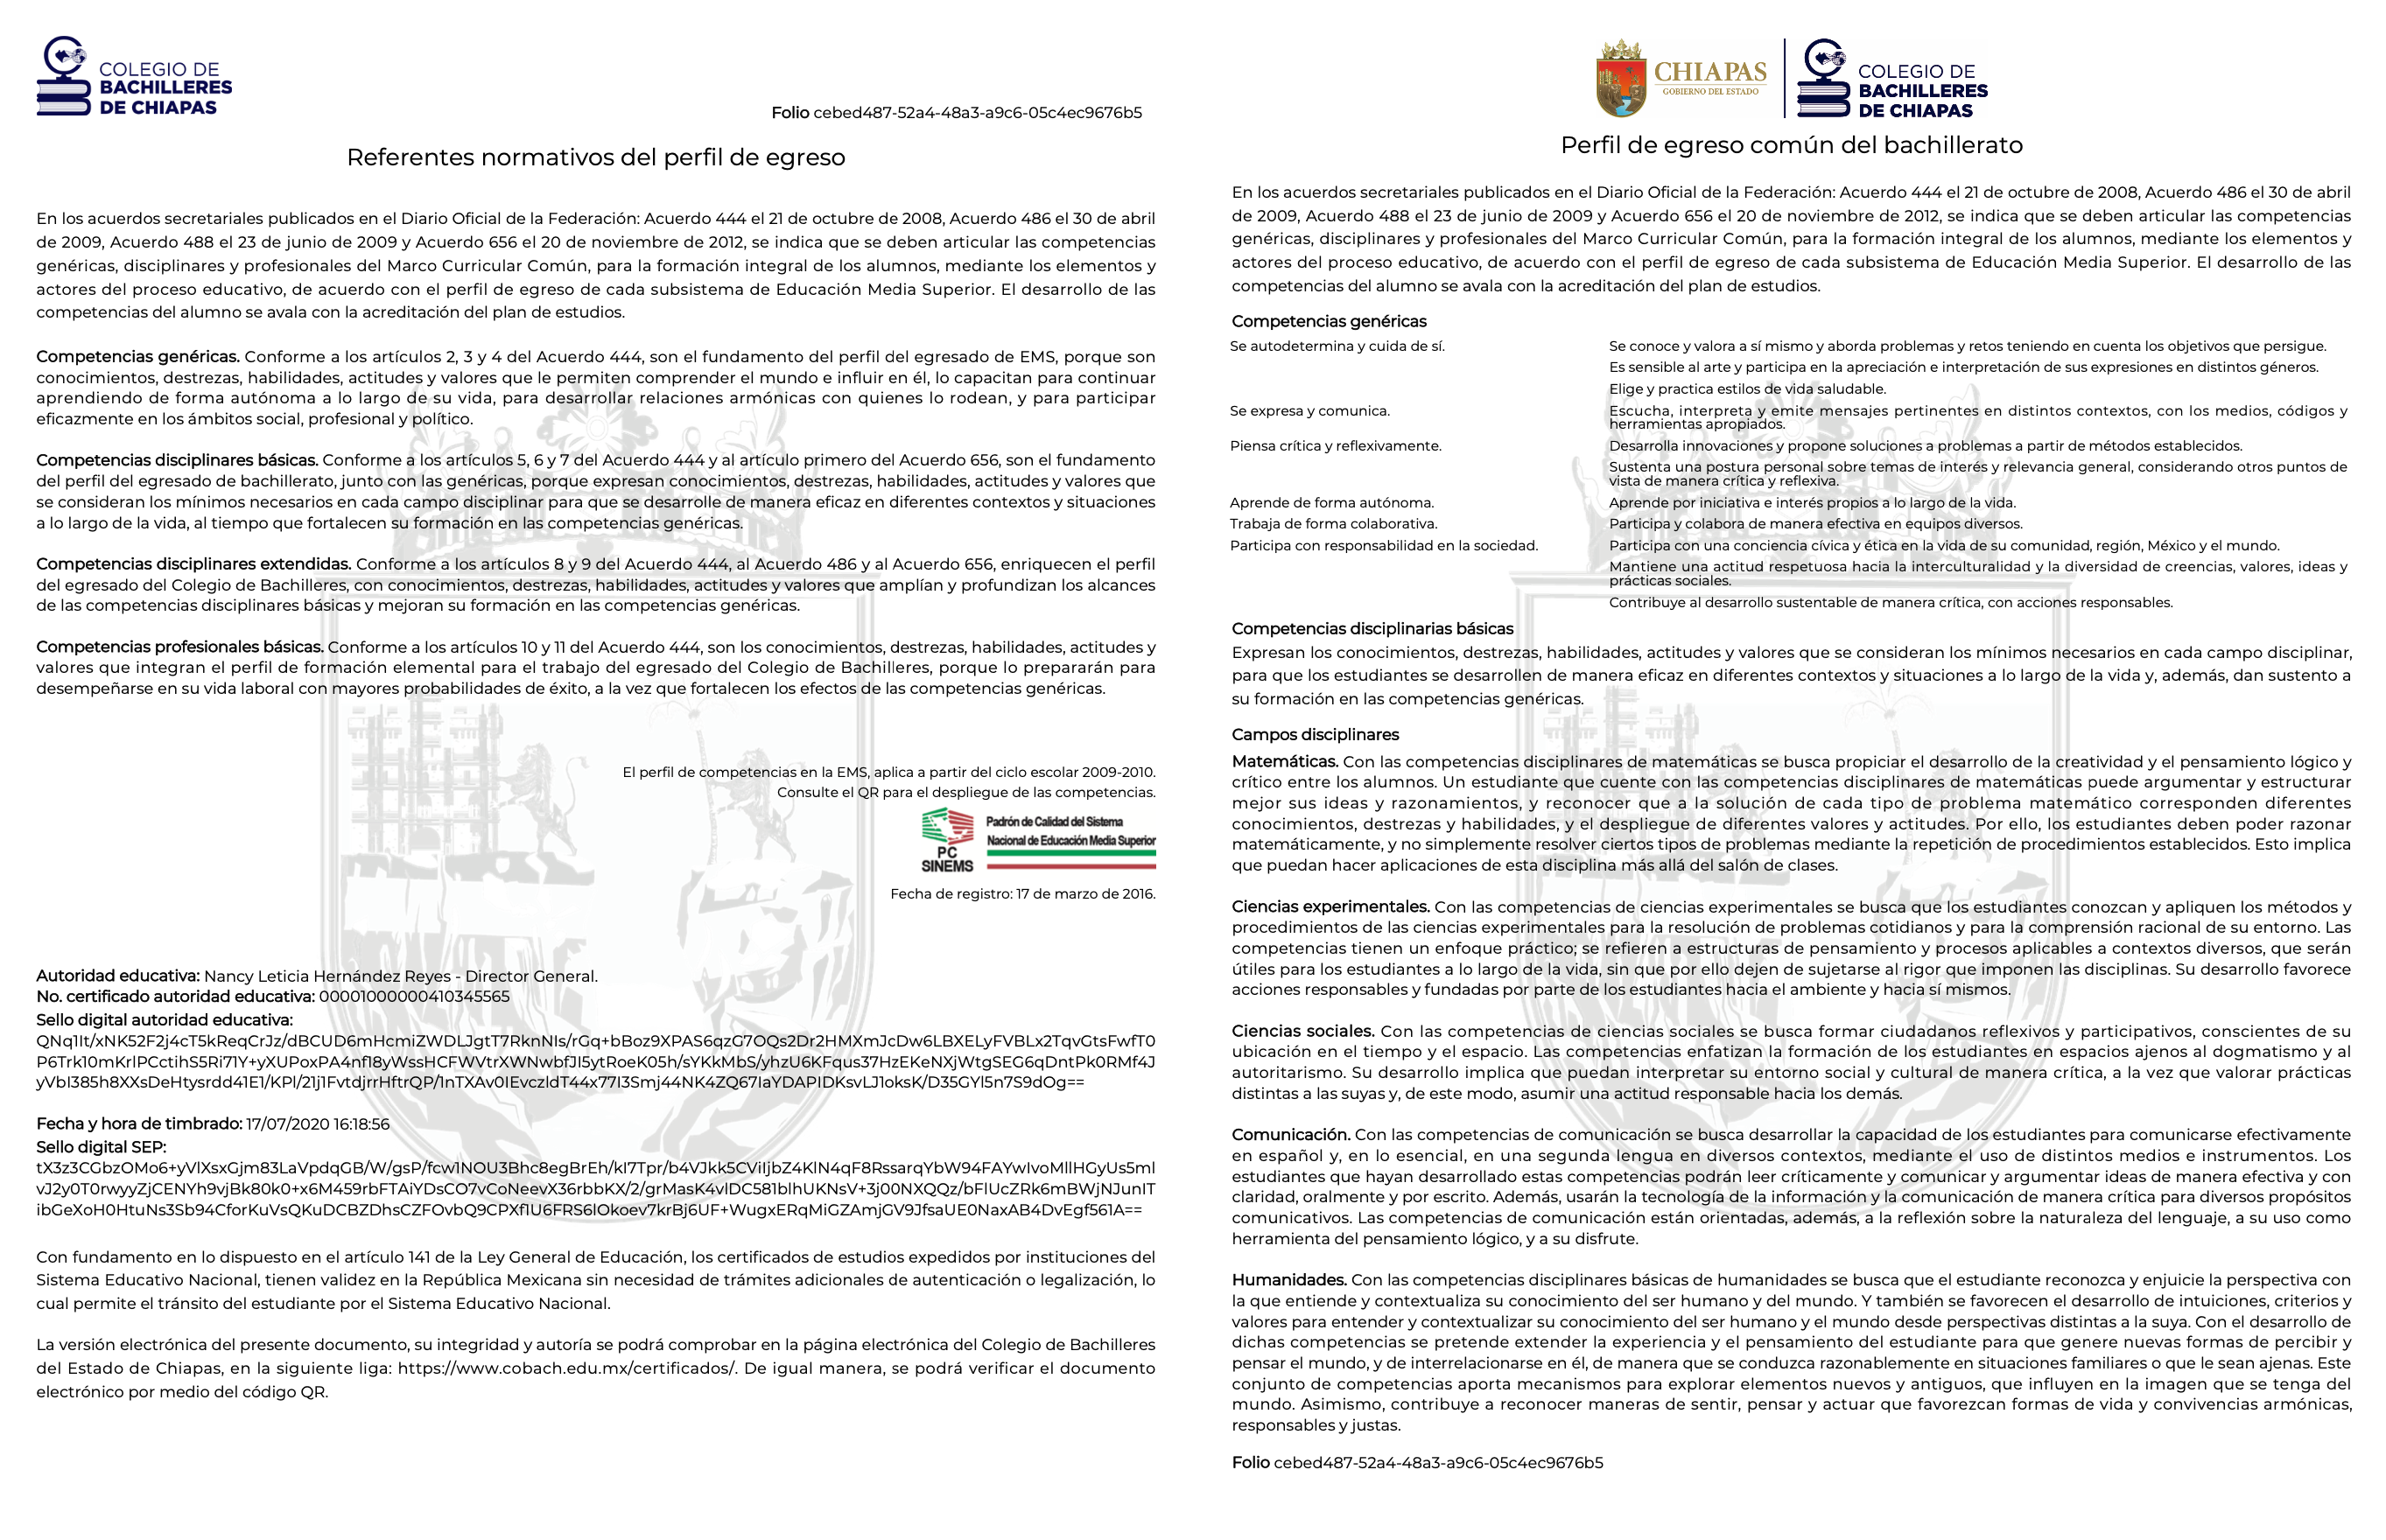 COLEGIO DE
BACHILLERES
DE CHIAPAS
Folio cebed487-52a4-48a3-a9c6-05c4ec9676b5
Referentes normativos del perfil de egreso
En los acuerdos secretariales publicados en el Diario Oficial de la Federación: Acuerdo 444 el 21 de octubre de 2008, Acuerdo 486 el 30 de abril
de 2009, Acuerdo 488 el 23 de junio de 2009 y Acuerdo 656 el 20 de noviembre de 2012, se indica que se deben articular las competencias
genéricas, disciplinares y profesionales del Marco Curricular Común, para la formación integral de los alumnos, mediante los elementos y
actores del proceso educativo, de acuerdo con el perfil de egreso de cada subsistema de Educación Media Superior. El desarrollo de las
competencias del alumno se avala con la acreditación del plan de estudios.
Competencias genéricas. Conforme a los artículos 2, 3 y 4 del Acuerdo 444, son el fundamento del perfil del egresado de EMS, porque son
conocimientos, destrezas, habilidades, actitudes y valores que le permiten comprender el mundo e influir en él, lo capacitan para continuar
aprendiendo de forma autónoma a lo largo de su vida, para desarrollar relaciones armónicas con quienes lo rodean, y para participar
eficazmente en los ámbitos social, profesional y político.
Competencias disciplinares básicas. Conforme a los artículos 5, 6 y 7 del Acuerdo 444 y al artículo primero del Acuerdo 656, son el fundamento
del perfil del egresado de bachillerato, junto con las genéricas, porque expresan conocimientos, destrezas, habilidades, actitudes y valores que
se consideran los mínimos necesarios en cada campo disciplinar para que se desarrolle de manera eficaz en diferentes contextos y situaciones
a lo largo de la vida, al tiempo que fortalecen su formación en las competencias genéricas.
Competencias disciplinares extendidas. Conforme a los artículos 8 y 9 del Acuerdo 444, al Acuerdo 486 y al Acuerdo 656, enriquecen el perfil
del egresado del Colegio de Bachilleres, con conocimientos, destrezas, habilidades, actitudes y valores que amplían y profundizan los alcances
de las competencias disciplinares básicas y mejoran su formación en las competencias genéricas.
Competencias profesionales básicas. Conforme a los artículos 10 y 11 del Acuerdo 444, son los conocimientos, destrezas, habilidades, actitudes y
valores que integran el perfil de formación elemental para el trabajo del egresado del Colegio de Bachilleres, porque lo prepararán para
desempeñarse en su vida laboral con mayores probabilidades de éxito, a la vez que fortalecen los efectos de las competencias genéricas.
El perfil de competencias en la EMS, aplica a partir del ciclo escolar 2009-2010.
Consulte el QR para el despliegue de las competencias.
PC
SINEMS
Padrón de Calidad del Sistema
Nacional de Educación Media Superior
Fecha de registro: 17 de marzo de 2016.
Autoridad educativa: Nancy Leticia Hernández Reyes - Director General.
No. certificado autoridad educativa: 00001000000410345565
Sello digital autoridad educativa:
QNq1It/xNK52F2j4cT5kReqCrJz/dBCUD6mHcmiZWDLJgtT7RknNIs/rGq+bBoz9XPAS6qzG7OQs2Dr2HMXmJcDw6LBXELyFVBLx2TqvGtsFwfT0
P6Trk10mKrlPCctihS5Ri71Y+yXUPoxPA4nf18yWssHCFWVtrXWNwbfJI5ytRoeK05h/sYKkMbS/yhzU6KFqus37HzEKeNXjWtgSEG6qDntPk0RMf4J
yVbI385h8XXsDeHtysrdd41E1/KPI/21j1FvtdjrrHftrQP/1nTXAv0IEvczIdT44x77I3Smj44NK4ZQ67IaYDAPIDKsvLJ1oksK/D35GYI5n7S9dOg==
Fecha y hora de timbrado: 17/07/2020 16:18:56
Sello digital SEP:
tX3z3CGbzOMo6+yVlXsxGjm83LaVpdqGB/W/gsP/fcw1NOU3Bhc8egBrEh/kI7Tpr/b4VJkk5CViIjbZ4KlN4qF8RssarqYbW94FAYwIvoMllHGyUs5ml
vJ2y0T0rwyyZjCENYh9vjBk80k0+x6M459rbFTAiYDsCO7vCoNeevX36rbbKX/2/grMasK4vlDC581blhUKNsV+3j00NXQQz/bFlUcZRk6mBWjNJunIT
ibGeXoH0HtuNs3Sb94CforKuVsQKuDCBZDhsCZFOvbQ9CPXf1U6FRS6lOkoev7krBj6UF+WugxERqMiGZAmjGV9JfsaUE0NaxAB4DvEgf561A==
Con fundamento en lo dispuesto en el artículo 141 de la Ley General de Educación, los certificados de estudios expedidos por instituciones del
Sistema Educativo Nacional, tienen validez en la República Mexicana sin necesidad de trámites adicionales de autenticación o legalización, lo
cual permite el tránsito del estudiante por el Sistema Educativo Nacional.
La versión electrónica del presente documento, su integridad y autoría se podrá comprobar en la página electrónica del Colegio de Bachilleres
del Estado de Chiapas, en la siguiente liga: https://www.cobach.edu.mx/certificados/. De igual manera, se podrá verificar el documento
electrónico por medio del código QR.
CHIAPAS
GOBIERNO DEL ESTADO
COLEGIO DE
BACHILLERES
DE CHIAPAS
Perfil de egreso común del bachillerato
En los acuerdos secretariales publicados en el Diario Oficial de la Federación: Acuerdo 444 el 21 de octubre de 2008, Acuerdo 486 el 30 de abril
de 2009, Acuerdo 488 el 23 de junio de 2009 y Acuerdo 656 el 20 de noviembre de 2012, se indica que se deben articular las competencias
genéricas, disciplinares y profesionales del Marco Curricular Común, para la formación integral de los alumnos, mediante los elementos y
actores del proceso educativo, de acuerdo con el perfil de egreso de cada subsistema de Educación Media Superior. El desarrollo de las
competencias del alumno se avala con la acreditación del plan de estudios.
Competencias genéricas
Se autodetermina y cuida de sí. Se conoce y valora a sí mismo y aborda problemas y retos teniendo en cuenta los objetivos que persigue.
Es sensible al arte y participa en la apreciación e interpretación de sus expresiones en distintos géneros.
Elige y practica estilos de vida saludable.
Se expresa y comunica. Escucha, interpreta y emite mensajes pertinentes en distintos contextos, con los medios, códigos y
herramientas apropiados.
Piensa crítica y reflexivamente. Desarrolla innovaciones y propone soluciones a problemas a partir de métodos establecidos.
Sustenta una postura personal sobre temas de interés y relevancia general, considerando otros puntos de
vista de manera crítica y reflexiva.
Aprende de forma autónoma. Aprende por iniciativa e interés propios a lo largo de la vida.
Trabaja de forma colaborativa. Participa y colabora de manera efectiva en equipos diversos.
Participa con responsabilidad en la sociedad. Participa con una conciencia cívica y ética en la vida de su comunidad, región, México y el mundo.
Mantiene una actitud respetuosa hacia la interculturalidad y la diversidad de creencias, valores, ideas y
prácticas sociales.
Contribuye al desarrollo sustentable de manera crítica, con acciones responsables.
Competencias disciplinarias básicas
Expresan los conocimientos, destrezas, habilidades, actitudes y valores que se consideran los mínimos necesarios en cada campo disciplinar,
para que los estudiantes se desarrollen de manera eficaz en diferentes contextos y situaciones a lo largo de la vida y, además, dan sustento a
su formación en las competencias genéricas.
Campos disciplinares
Matemáticas. Con las competencias disciplinares de matemáticas se busca propiciar el desarrollo de la creatividad y el pensamiento lógico y
crítico entre los alumnos. Un estudiante que cuente con las competencias disciplinares de matemáticas puede argumentar y estructurar
mejor sus ideas y razonamientos, y reconocer que a la solución de cada tipo de problema matemático corresponden diferentes
conocimientos, destrezas y habilidades, y el despliegue de diferentes valores y actitudes. Por ello, los estudiantes deben poder razonar
matemáticamente, y no simplemente resolver ciertos tipos de problemas mediante la repetición de procedimientos establecidos. Esto implica
que puedan hacer aplicaciones de esta disciplina más allá del salón de clases.
Ciencias experimentales. Con las competencias de ciencias experimentales se busca que los estudiantes conozcan y apliquen los métodos y
procedimientos de las ciencias experimentales para la resolución de problemas cotidianos y para la comprensión racional de su entorno. Las
competencias tienen un enfoque práctico; se refieren a estructuras de pensamiento y procesos aplicables a contextos diversos, que serán
útiles para los estudiantes a lo largo de la vida, sin que por ello dejen de sujetarse al rigor que imponen las disciplinas. Su desarrollo favorece
acciones responsables y fundadas por parte de los estudiantes hacia el ambiente y hacia sí mismos.
Ciencias sociales. Con las competencias de ciencias sociales se busca formar ciudadanos reflexivos y participativos, conscientes de su
ubicación en el tiempo y el espacio. Las competencias enfatizan la formación de los estudiantes en espacios ajenos al dogmatismo y al
autoritarismo. Su desarrollo implica que puedan interpretar su entorno social y cultural de manera crítica, a la vez que valorar prácticas
distintas a las suyas y, de este modo, asumir una actitud responsable hacia los demás.
Comunicación. Con las competencias de comunicación se busca desarrollar la capacidad de los estudiantes para comunicarse efectivamente
en español y, en lo esencial, en una segunda lengua en diversos contextos, mediante el uso de distintos medios e instrumentos. Los
estudiantes que hayan desarrollado estas competencias podrán leer críticamente y comunicar y argumentar ideas de manera efectiva y con
claridad, oralmente y por escrito. Además, usarán la tecnología de la información y la comunicación de manera crítica para diversos propósitos
comunicativos. Las competencias de comunicación están orientadas, además, a la reflexión sobre la naturaleza del lenguaje, a su uso como
herramienta del pensamiento lógico, y a su disfrute.
Humanidades. Con las competencias disciplinares básicas de humanidades se busca que el estudiante reconozca y enjuicie la perspectiva con
la que entiende y contextualiza su conocimiento del ser humano y del mundo. Y también se favorecen el desarrollo de intuiciones, criterios y
valores para entender y contextualizar su conocimiento del ser humano y el mundo desde perspectivas distintas a la suya. Con el desarrollo de
dichas competencias se pretende extender la experiencia y el pensamiento del estudiante para que genere nuevas formas de percibir y
pensar el mundo, y de interrelacionarse en él, de manera que se conduzca razonablemente en situaciones familiares o que le sean ajenas. Este
conjunto de competencias aporta mecanismos para explorar elementos nuevos y antiguos, que influyen en la imagen que se tenga del
mundo. Asimismo, contribuye a reconocer maneras de sentir, pensar y actuar que favorezcan formas de vida y convivencias armónicas,
responsables y justas.
Folio cebed487-52a4-48a3-a9c6-05c4ec9676b5